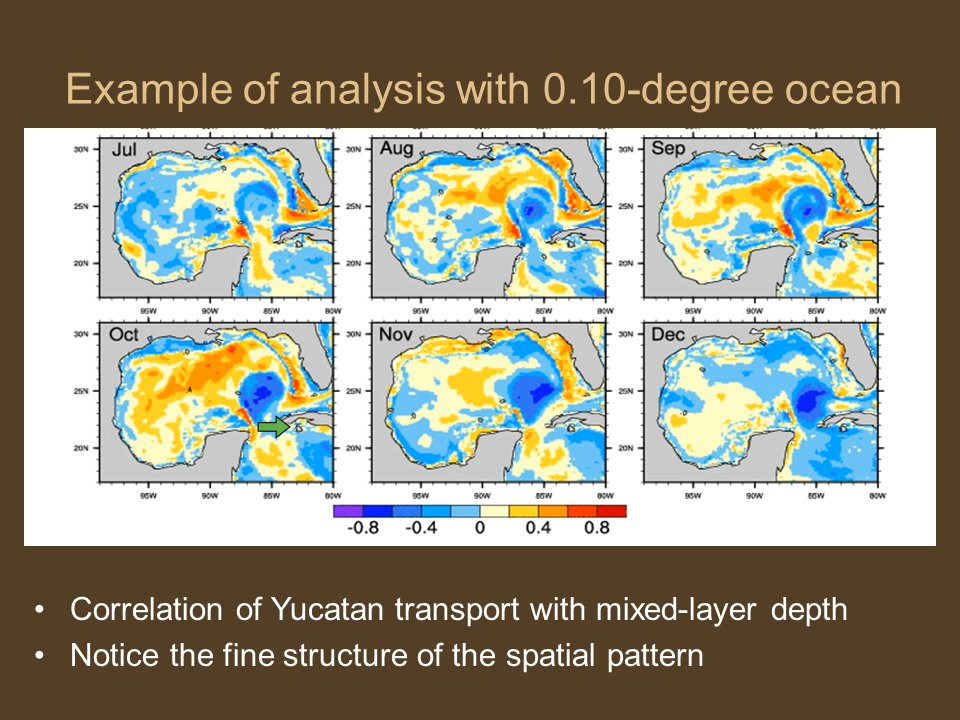 Example of analysis with 0.10-degree ocean
Jul
Aug
Sep
30N
25N
20N
30N
25N
20N
30N
25N
20N
95W 90W 85W 80W
95W 90W 85W 80W
95W 90W 85W 80W
Oct
Nov
Dec
30N
25N
20N
30N
25N
20N
30N
25N
20N
95W 90W 85W 80W
95W 90W 85W 80W
95W 90W 85W 80W
-0.8 -0.4 0 0.4 0.8
• Correlation of Yucatan transport with mixed-layer depth
• Notice the fine structure of the spatial pattern